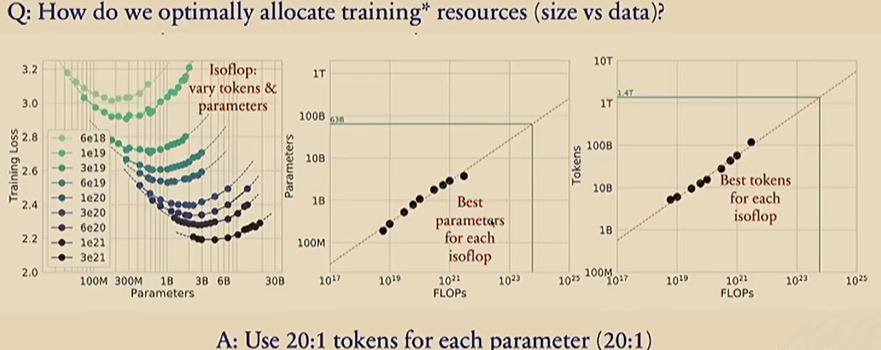 Q: How do we optimally allocate training* resources (size vs data)?
Isoflop:
vary tokens &
parameters
3.2
3.0
2.8
2.6
2.4
2.2
2.0
Training Loss
6e18
1e19
3e19
6e19
1e20
3e20
6e20
1e21
3e21
100M 300M 1B 3B 6B 30B
Parameters
1T
100B
10B
1B
100M
Parameters
63B
Best
parameters
for each
isoflop
10^17 10^19 10^21 10^23 10^25
FLOPs
10T
1T
100B
10B
1B
100M
Tokens
1.4T
Best tokens
for each
isoflop
10^17 10^19 10^21 10^23 10^25
FLOPs
A: Use 20:1 tokens for each parameter (20:1)